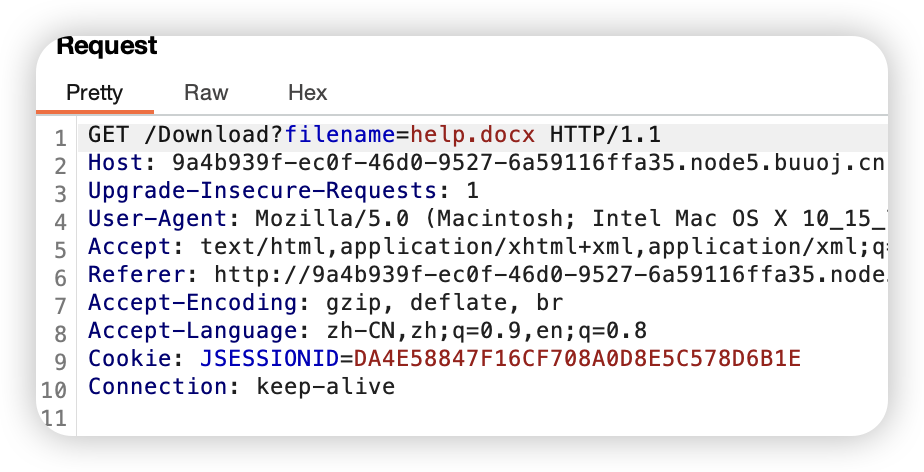 Request
Pretty Raw Hex
1 GET /Download?filename=help.docx HTTP/1.1
2 Host: 9a4b939f-ec0f-46d0-9527-6a59116ffa35.node5.buuoj.cn
3 Upgrade-Insecure-Requests: 1
4 User-Agent: Mozilla/5.0 (Macintosh; Intel Mac OS X 10_15_
5 Accept: text/html,application/xhtml+xml,application/xml;q=
6 Referer: http://9a4b939f-ec0f-46d0-9527-6a59116ffa35.node
7 Accept-Encoding: gzip, deflate, br
8 Accept-Language: zh-CN,zh;q=0.9,en;q=0.8
9 Cookie: JSESSIONID=DA4E58847F16CF708A0D8E5C578D6B1E
10 Connection: keep-alive
11